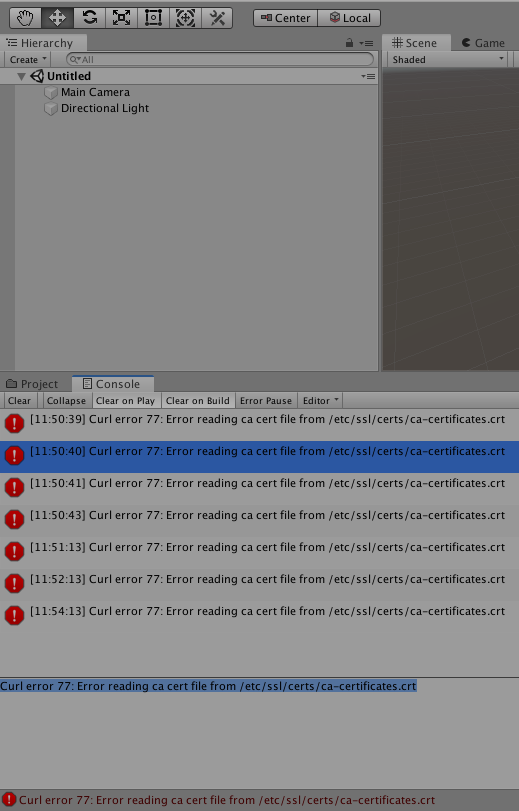 Center Local
Hierarchy Scene Game
Create All Shaded
Untitled
Main Camera
Directional Light
Project Console
Clear Collapse Clear on Play Clear on Build Error Pause Editor
[11:50:39] Curl error 77: Error reading ca cert file from /etc/ssl/certs/ca-certificates.crt
[11:50:40] Curl error 77: Error reading ca cert file from /etc/ssl/certs/ca-certificates.crt
[11:50:41] Curl error 77: Error reading ca cert file from /etc/ssl/certs/ca-certificates.crt
[11:50:43] Curl error 77: Error reading ca cert file from /etc/ssl/certs/ca-certificates.crt
[11:51:13] Curl error 77: Error reading ca cert file from /etc/ssl/certs/ca-certificates.crt
[11:52:13] Curl error 77: Error reading ca cert file from /etc/ssl/certs/ca-certificates.crt
[11:54:13] Curl error 77: Error reading ca cert file from /etc/ssl/certs/ca-certificates.crt
Curl error 77: Error reading ca cert file from /etc/ssl/certs/ca-certificates.crt
Curl error 77: Error reading ca cert file from /etc/ssl/certs/ca-certificates.crt